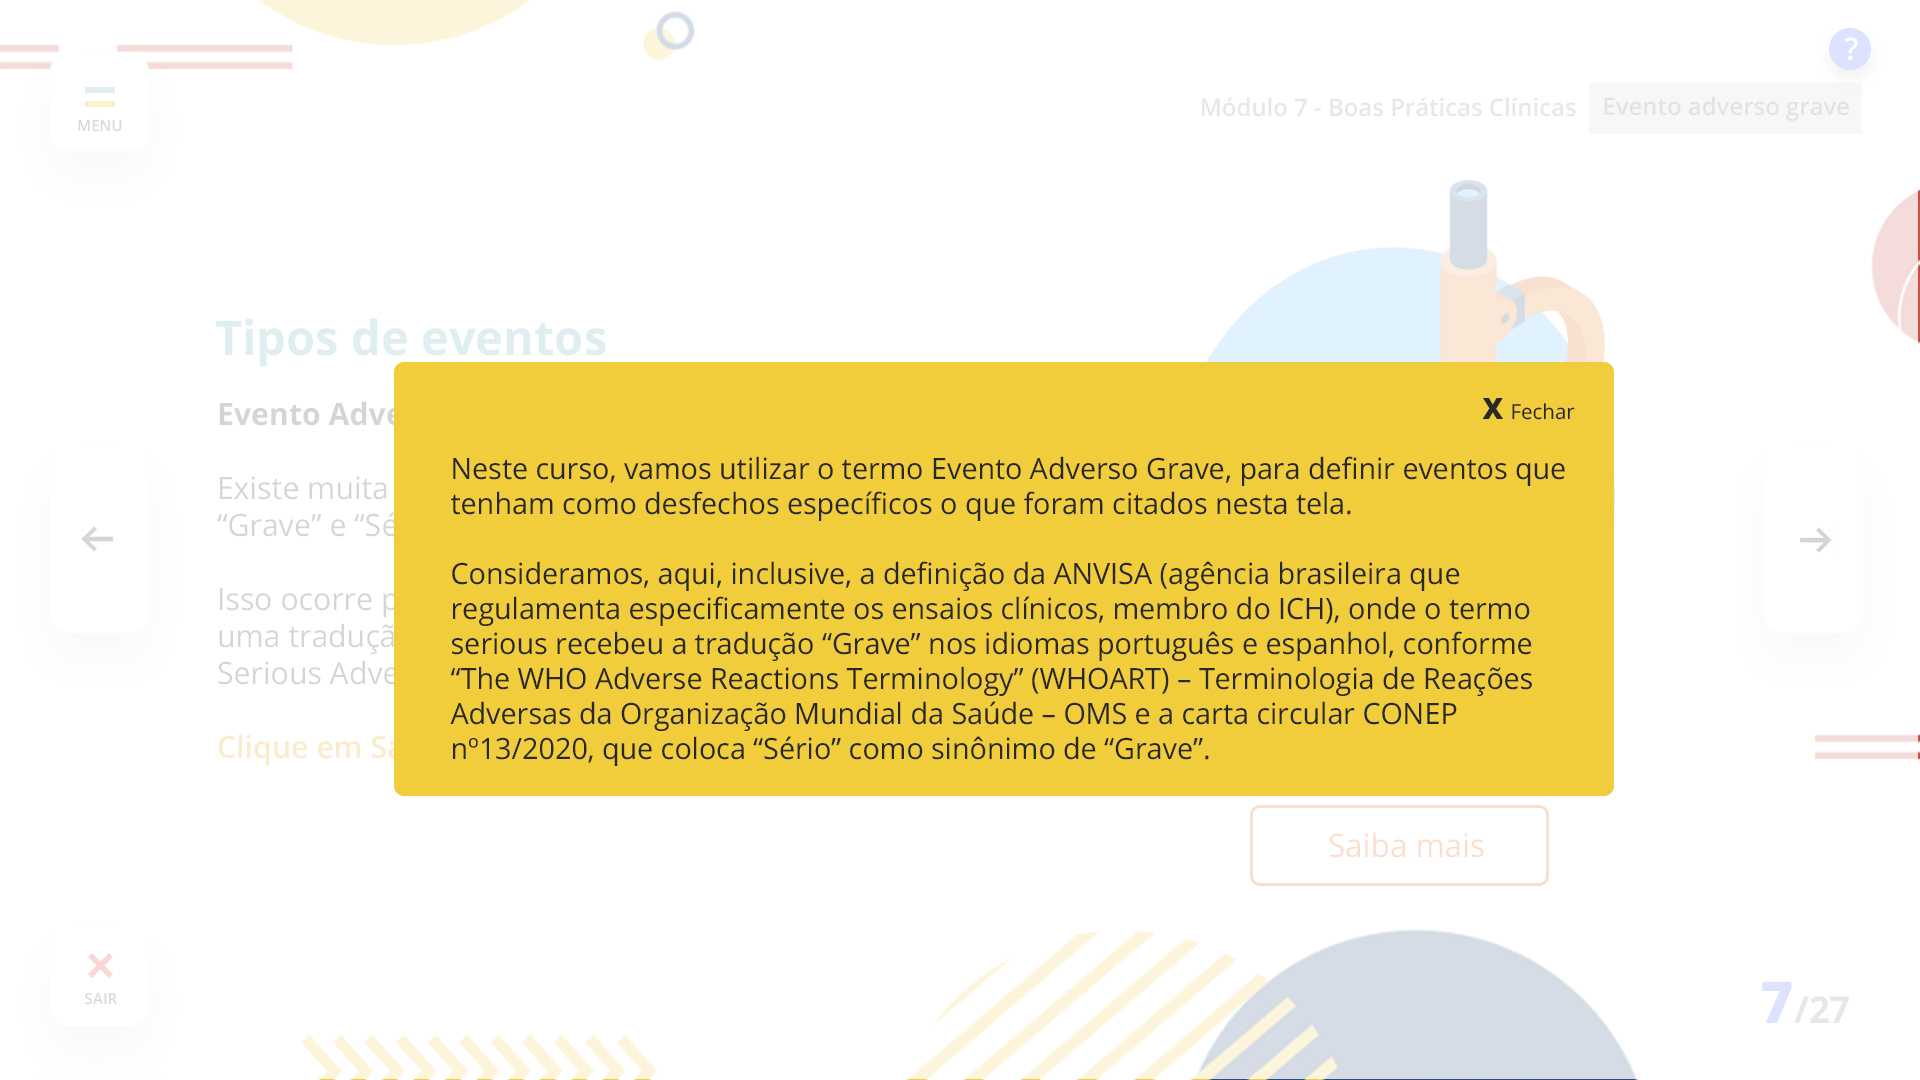 ?
MENU
Módulo 7 - Boas Práticas Clínicas
Evento adverso grave
Tipos de eventos
Evento Adve
Existe muita
“Grave” e “Sé
Isso ocorre p
uma traduçã
Serious Adve
Clique em Sa
X Fechar
Neste curso, vamos utilizar o termo Evento Adverso Grave, para definir eventos que
tenham como desfechos específicos o que foram citados nesta tela.
Consideramos, aqui, inclusive, a definição da ANVISA (agência brasileira que
regulamenta especificamente os ensaios clínicos, membro do ICH), onde o termo
serious recebeu a tradução “Grave” nos idiomas português e espanhol, conforme
“The WHO Adverse Reactions Terminology” (WHOART) – Terminologia de Reações
Adversas da Organização Mundial da Saúde – OMS e a carta circular CONEP
nº13/2020, que coloca “Sério” como sinônimo de “Grave”.
Saiba mais
SAIR
7/27